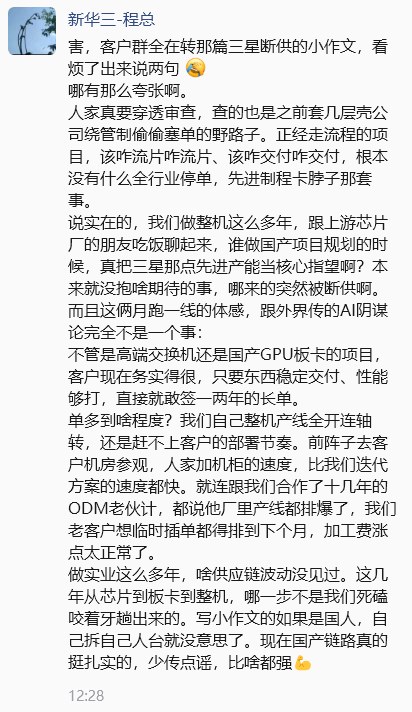 新华三-程总
害，客户群全在转那篇三星断供的小作文，看
烦了出来说两句
哪有那么夸张啊。
人家真要穿透审查，查的也是之前套几层壳公
司绕管制偷偷塞单的野路子。正经走流程的项
目，该咋流片咋流片、该咋交付咋交付，根本
没有什么全行业停单，先进制程卡脖子那套
事。
说实在的，我们做整机这么多年，跟上游芯片
厂的朋友吃饭聊起来，谁做国产项目规划的时
候，真把三星那点先进产能当核心指望啊？本
来就没抱啥期待的事，哪来的突然被断供啊。
而且这俩月跑一线的体感，跟外界传的AI阴谋
论完全不是一个事：
不管是高端交换机还是国产GPU板卡的项目，
客户现在务实得很，只要东西稳定交付、性能
够打，直接就敢签一两年的长单。
单多到啥程度？我们自己整机产线全开连轴
转，还是赶不上客户的部署节奏。前阵子去客
户机房参观，人家加机柜的速度，比我们迭代
方案的速度都快。就连跟我们合作了十几年的
ODM老伙计，都说他厂里产线都排爆了，我们
老客户想临时插单都得排到下个月，加工费涨
点太正常了。
做实业这么多年，啥供应链波动没见过。这几
年从芯片到板卡到整机，哪一步不是我们死磕
咬着牙趟出来的。写小作文的如果是国人，自
己拆自己人台就没意思了。现在国产链路真的
挺扎实的，少传点谣，比啥都强💪
12:28